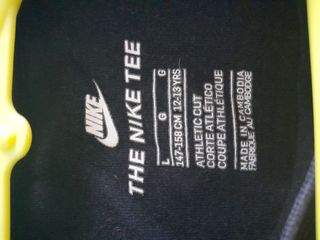 NIKE
THE NIKE TEE
L G G
147-158 CM 12-13 YRS
ATHLETIC CUT
CORTE ATLÉTICO
COUPE ATHLÉTIQUE
MADE IN CAMBODIA
FABRIQUÉ AU CAMBODGE